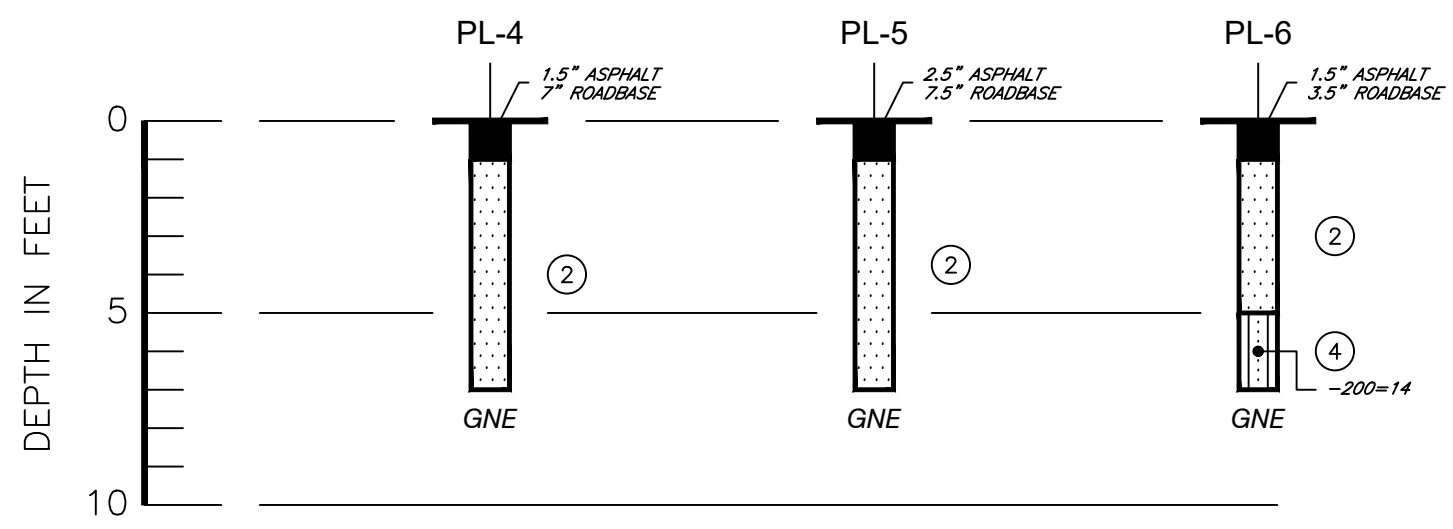 PL-4
PL-5
PL-6
1.5" ASPHALT
7" ROADBASE
2.5" ASPHALT
7.5" ROADBASE
1.5" ASPHALT
3.5" ROADBASE
DEPTH IN FEET
0
5
10
2
2
2
4
-200=14
GNE
GNE
GNE